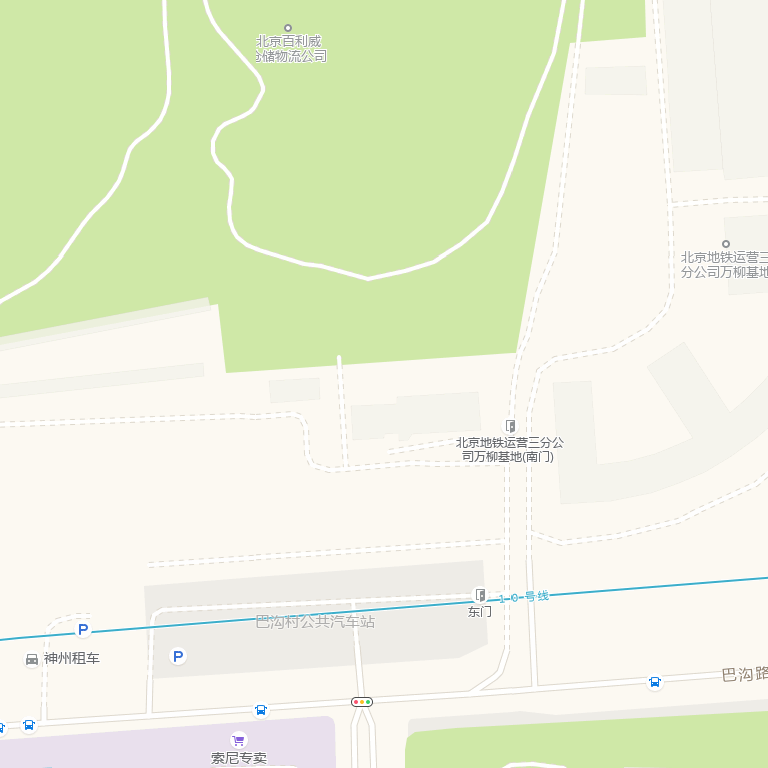 北京百利威
仓储物流公司
北京地铁运营三
分公司万柳基地
北京地铁运营三分公
司万柳基地(南门)
10号线
东门
巴沟村公共汽车站
P
P
神州租车
巴沟路
索尼专卖